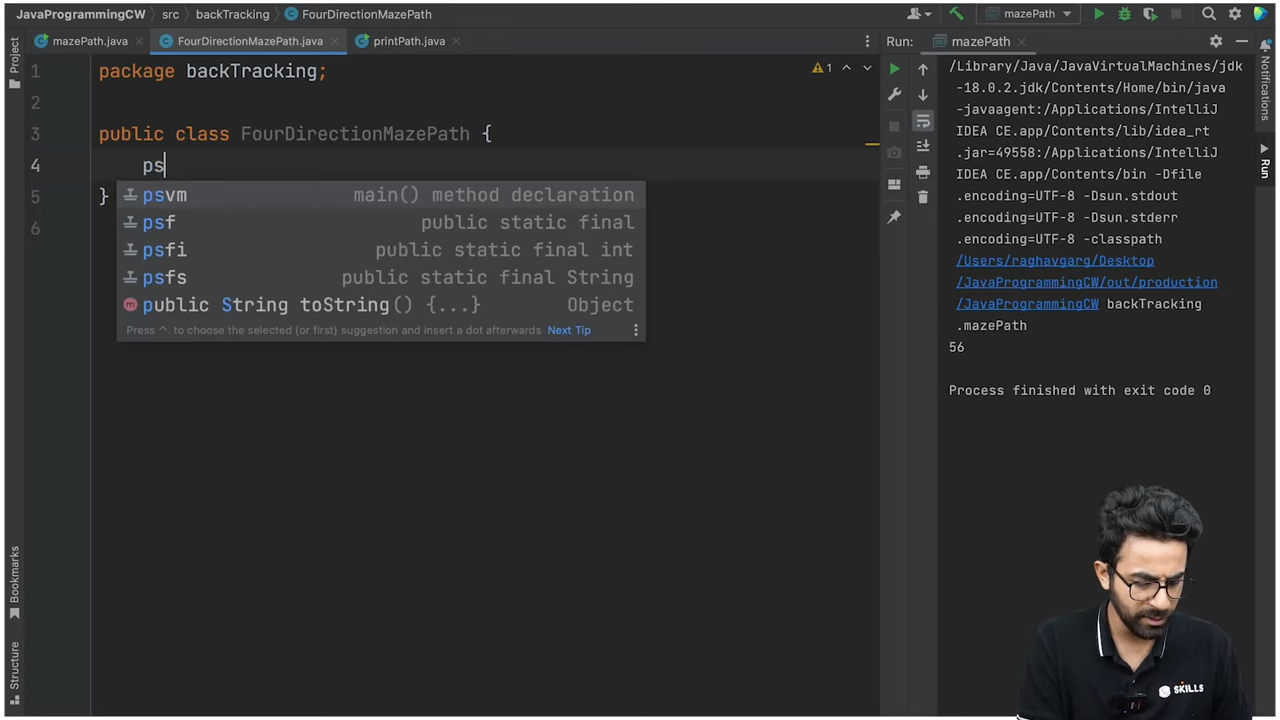 JavaProgrammingCW > src > backTracking > FourDirectionMazePath
mazePath
Project
mazePath.java
FourDirectionMazePath.java
printPath.java
Run:
mazePath
Notifications
Run
1
2
3
4
5
6
package backTracking;
public class FourDirectionMazePath {
ps
}
1
psvm main() method declaration
psf public static final
psfi public static final int
psfs public static final String
public String toString() {...} Object
Press ^. to choose the selected (or first) suggestion and insert a dot afterwards Next Tip
/Library/Java/JavaVirtualMachines/jdk
-18.0.2.jdk/Contents/Home/bin/java
-javaagent:/Applications/IntelliJ
IDEA CE.app/Contents/lib/idea_rt
.jar=49558:/Applications/IntelliJ
IDEA CE.app/Contents/bin -Dfile
.encoding=UTF-8 -Dsun.stdout
.encoding=UTF-8 -Dsun.stderr
.encoding=UTF-8 -classpath
/Users/raghavgarg/Desktop
/JavaProgrammingCW/out/production
/JavaProgrammingCW backTracking
.mazePath
56
Process finished with exit code 0
Bookmarks
Structure
SKILLS